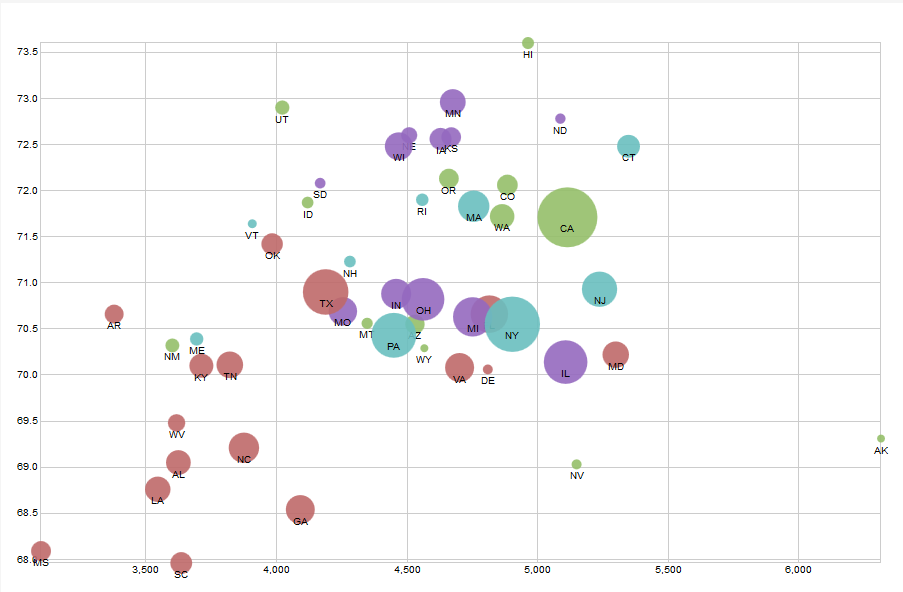 73.5
HI
73.0
UT
MN
ND
72.5
WI
NE
IA
KS
CT
72.0
SD
OR
CO
ID
RI
MA
WA
CA
71.5
VT
OK
71.0
NH
TX
IN
OH
NJ
AR
MO
MT
AZ
MI
NY
70.5
PA
NM
ME
WY
70.0
KY
TN
VA
DE
IL
MD
69.5
WV
NC
AK
69.0
AL
NV
LA
68.5
GA
68.0
MS
SC
3,500
4,000
4,500
5,000
5,500
6,000